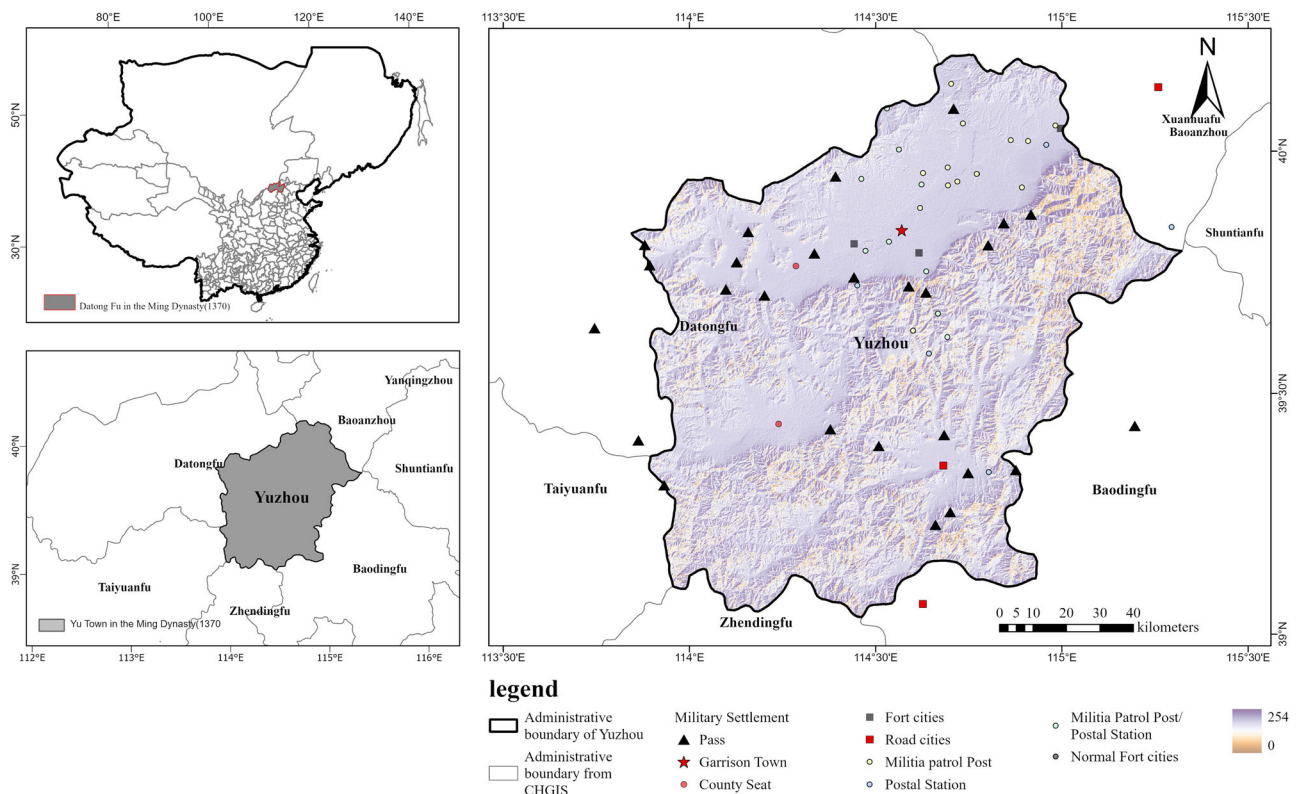 80°E
100°E
120°E
140°E
50°N
30°N
Datong Fu in the Ming Dynasty(1370)
Yanqingzhou
Baoanzhou
40°N
Datongfu
Shuntianfu
Yuzhou
39°N
Taiyuanfu
Baodingfu
Zhendingfu
Yu Town in the Ming Dynasty(1370
112°E
113°E
114°E
115°E
116°E
113°30'E
114°E
114°30'E
115°E
115°30'E
N
Xuanhuafu
Baoanzhou
40°N
Shuntianfu
Datongfu
Yuzhou
39°30'N
Taiyuanfu
Baodingfu
Zhendingfu
0 5 10 20 30 40
kilometers
39°N
113°30'E
114°E
114°30'E
115°E
115°30'E
legend
Administrative
boundary of Yuzhou
Administrative
boundary from
CHGIS
Military Settlement
Pass
Garrison Town
County Seat
Fort cities
Road cities
Militia patrol Post
Postal Station
Militia Patrol Post/
Postal Station
Normal Fort cities
254
0